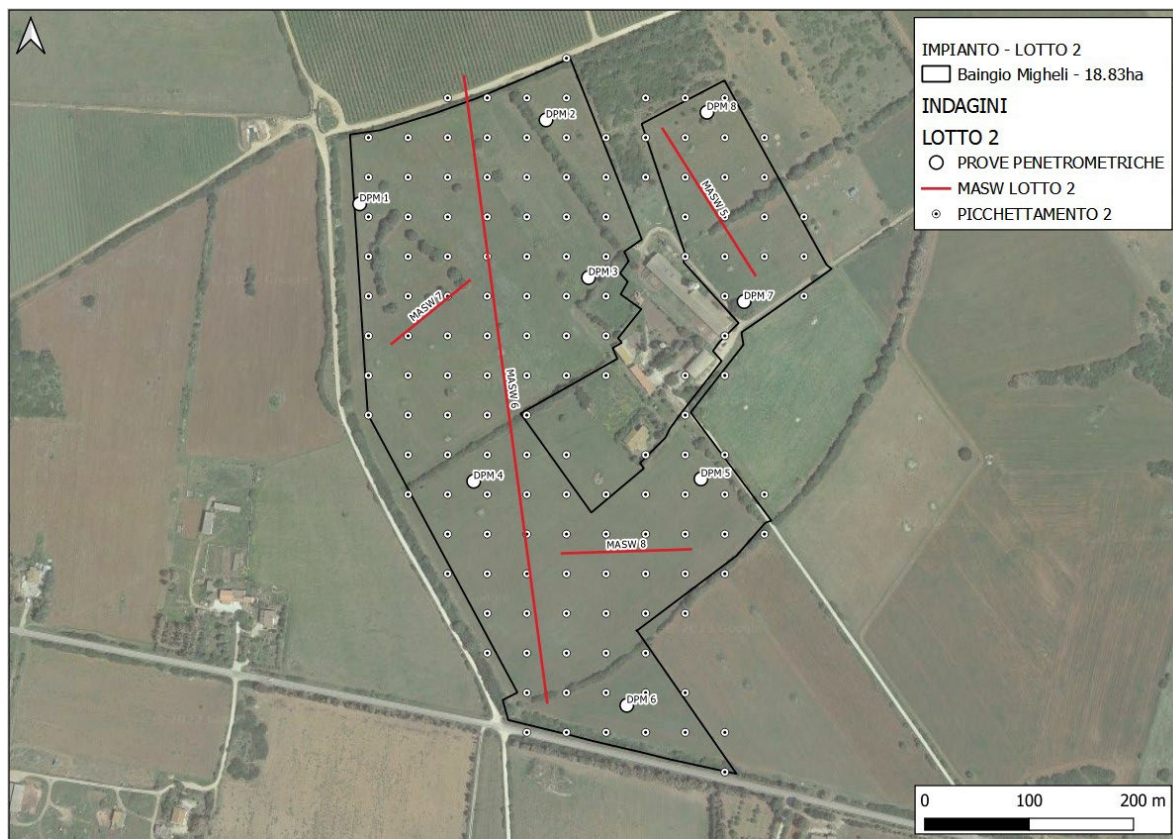 IMPIANTO - LOTTO 2
Baingio Migheli - 18.83ha
INDAGINI
LOTTO 2
PROVE PENETROMETRICHE
MASW LOTTO 2
PICCHETTAMENTO 2
DPM 8
DPM 2
MASW 5
DPM 1
DPM 3
MASW 7
DPM 7
MASW 6
DPM 4
DPM 5
MASW 8
DPM 6
0 100 200 m